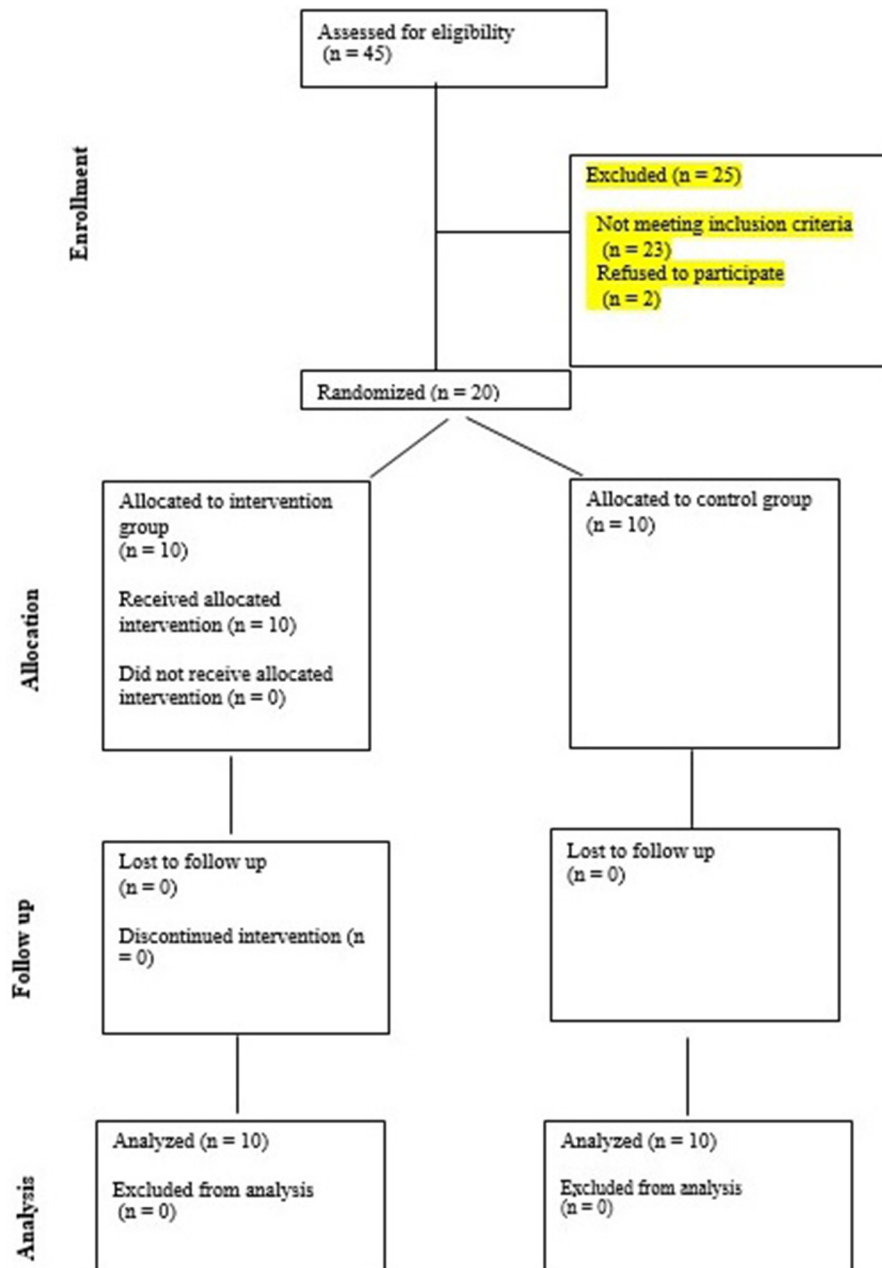 Assessed for eligibility
(n = 45)
Enrollment
Excluded (n = 25)
Not meeting inclusion criteria
(n = 23)
Refused to participate
(n = 2)
Randomized (n = 20)
Allocation
Allocated to intervention
group
(n = 10)
Received allocated
intervention (n = 10)
Did not receive allocated
intervention (n = 0)
Allocated to control group
(n = 10)
Follow up
Lost to follow up
(n = 0)
Discontinued intervention (n
= 0)
Lost to follow up
(n = 0)
Analysis
Analyzed (n = 10)
Excluded from analysis
(n = 0)
Analyzed (n = 10)
Excluded from analysis
(n = 0)